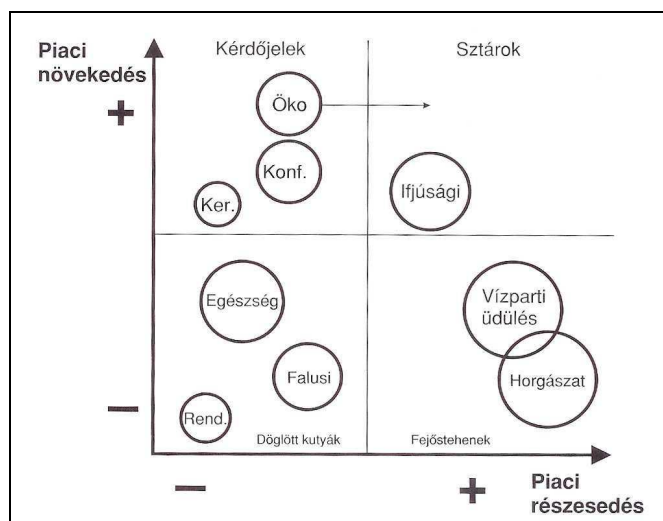 Piaci
növekedés
Kérdőjelek
Sztárok
+
Öko
Konf.
Ker.
Ifjúsági
Egészség
Falusi
Rend.
Vízparti
üdülés
Horgászat
–
Döglött kutyák
Fejőstehenek
–
+
Piaci
részesedés